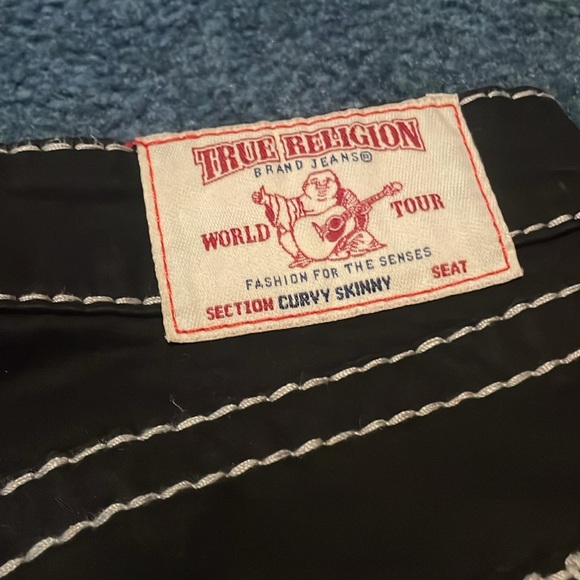 TRUE RELIGION
BRAND JEANS®
WORLD TOUR
FASHION FOR THE SENSES
SECTION CURVY SKINNY SEAT